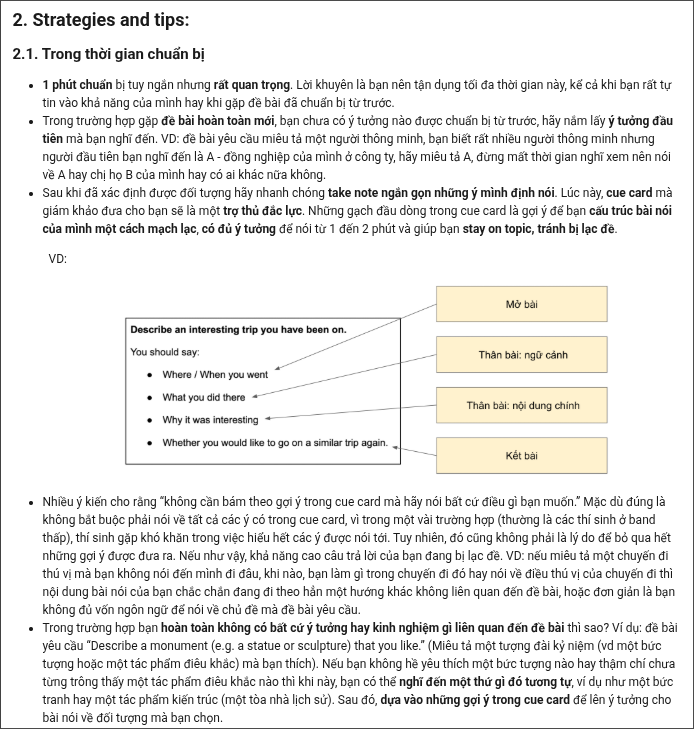 2. Strategies and tips:
2.1. Trong thời gian chuẩn bị
1 phút chuẩn bị tuy ngắn nhưng rất quan trọng. Lời khuyên là bạn nên tận dụng tối đa thời gian này, kể cả khi bạn rất tự
tin vào khả năng của mình hay khi gặp đề bài đã chuẩn bị từ trước.
Trong trường hợp gặp đề bài hoàn toàn mới, bạn chưa có ý tưởng nào được chuẩn bị từ trước, hãy nắm lấy ý tưởng đầu
tiên mà bạn nghĩ đến. VD: đề bài yêu cầu miêu tả một người thông minh, bạn biết rất nhiều người thông minh nhưng
người đầu tiên bạn nghĩ đến là A - đồng nghiệp của mình ở công ty, hãy miêu tả A, đừng mất thời gian nghĩ xem nên nói
về A hay chị họ B của mình hay có ai khác nữa không.
Sau khi đã xác định được đối tượng hãy nhanh chóng take note ngắn gọn những ý mình định nói. Lúc này, cue card mà
giám khảo đưa cho bạn sẽ là một trợ thủ đắc lực. Những gạch đầu dòng trong cue card là gợi ý để bạn cấu trúc bài nói
của mình một cách mạch lạc, có đủ ý tưởng để nói từ 1 đến 2 phút và giúp bạn stay on topic, tránh bị lạc đề.
VD:
Describe an interesting trip you have been on.
You should say:
Where / When you went
What you did there
Why it was interesting
Whether you would like to go on a similar trip again.
Mở bài
Thân bài: ngữ cảnh
Thân bài: nội dung chính
Kết bài
Nhiều ý kiến cho rằng “không cần bám theo gợi ý trong cue card mà hãy nói bất cứ điều gì bạn muốn.” Mặc dù đúng là
không bắt buộc phải nói về tất cả các ý có trong cue card, vì trong một vài trường hợp (thường là các thí sinh ở band
thấp), thí sinh gặp khó khăn trong việc hiểu hết các ý được nói tới. Tuy nhiên, đó cũng không phải là lý do để bỏ qua hết
những gợi ý được đưa ra. Nếu như vậy, khả năng cao câu trả lời của bạn đang bị lạc đề. VD: nếu miêu tả một chuyến đi
thú vị mà bạn không nói đến mình đi đâu, khi nào, bạn làm gì trong chuyến đi đó hay nói về điều thú vị của chuyến đi thì
nội dung bài nói của bạn chắc chắn đang đi theo hẳn một hướng khác không liên quan đến đề bài, hoặc đơn giản là bạn
không đủ vốn ngôn ngữ để nói về chủ đề mà đề bài yêu cầu.
Trong trường hợp bạn hoàn toàn không có bất cứ ý tưởng hay kinh nghiệm gì liên quan đến đề bài thì sao? Ví dụ: đề bài
yêu cầu “Describe a monument (e.g. a statue or sculpture) that you like.” (Miêu tả một tượng đài kỷ niệm (vd một bức
tượng hoặc một tác phẩm điêu khắc) mà bạn thích). Nếu bạn không hề yêu thích một bức tượng nào hay thậm chí chưa
từng trông thấy một tác phẩm điêu khắc nào thì khi này, bạn có thể nghĩ đến một thứ gì đó tương tự, ví dụ như một bức
tranh hay một tác phẩm kiến trúc (một tòa nhà lịch sử). Sau đó, dựa vào những gợi ý trong cue card để lên ý tưởng cho
bài nói về đối tượng mà bạn chọn.